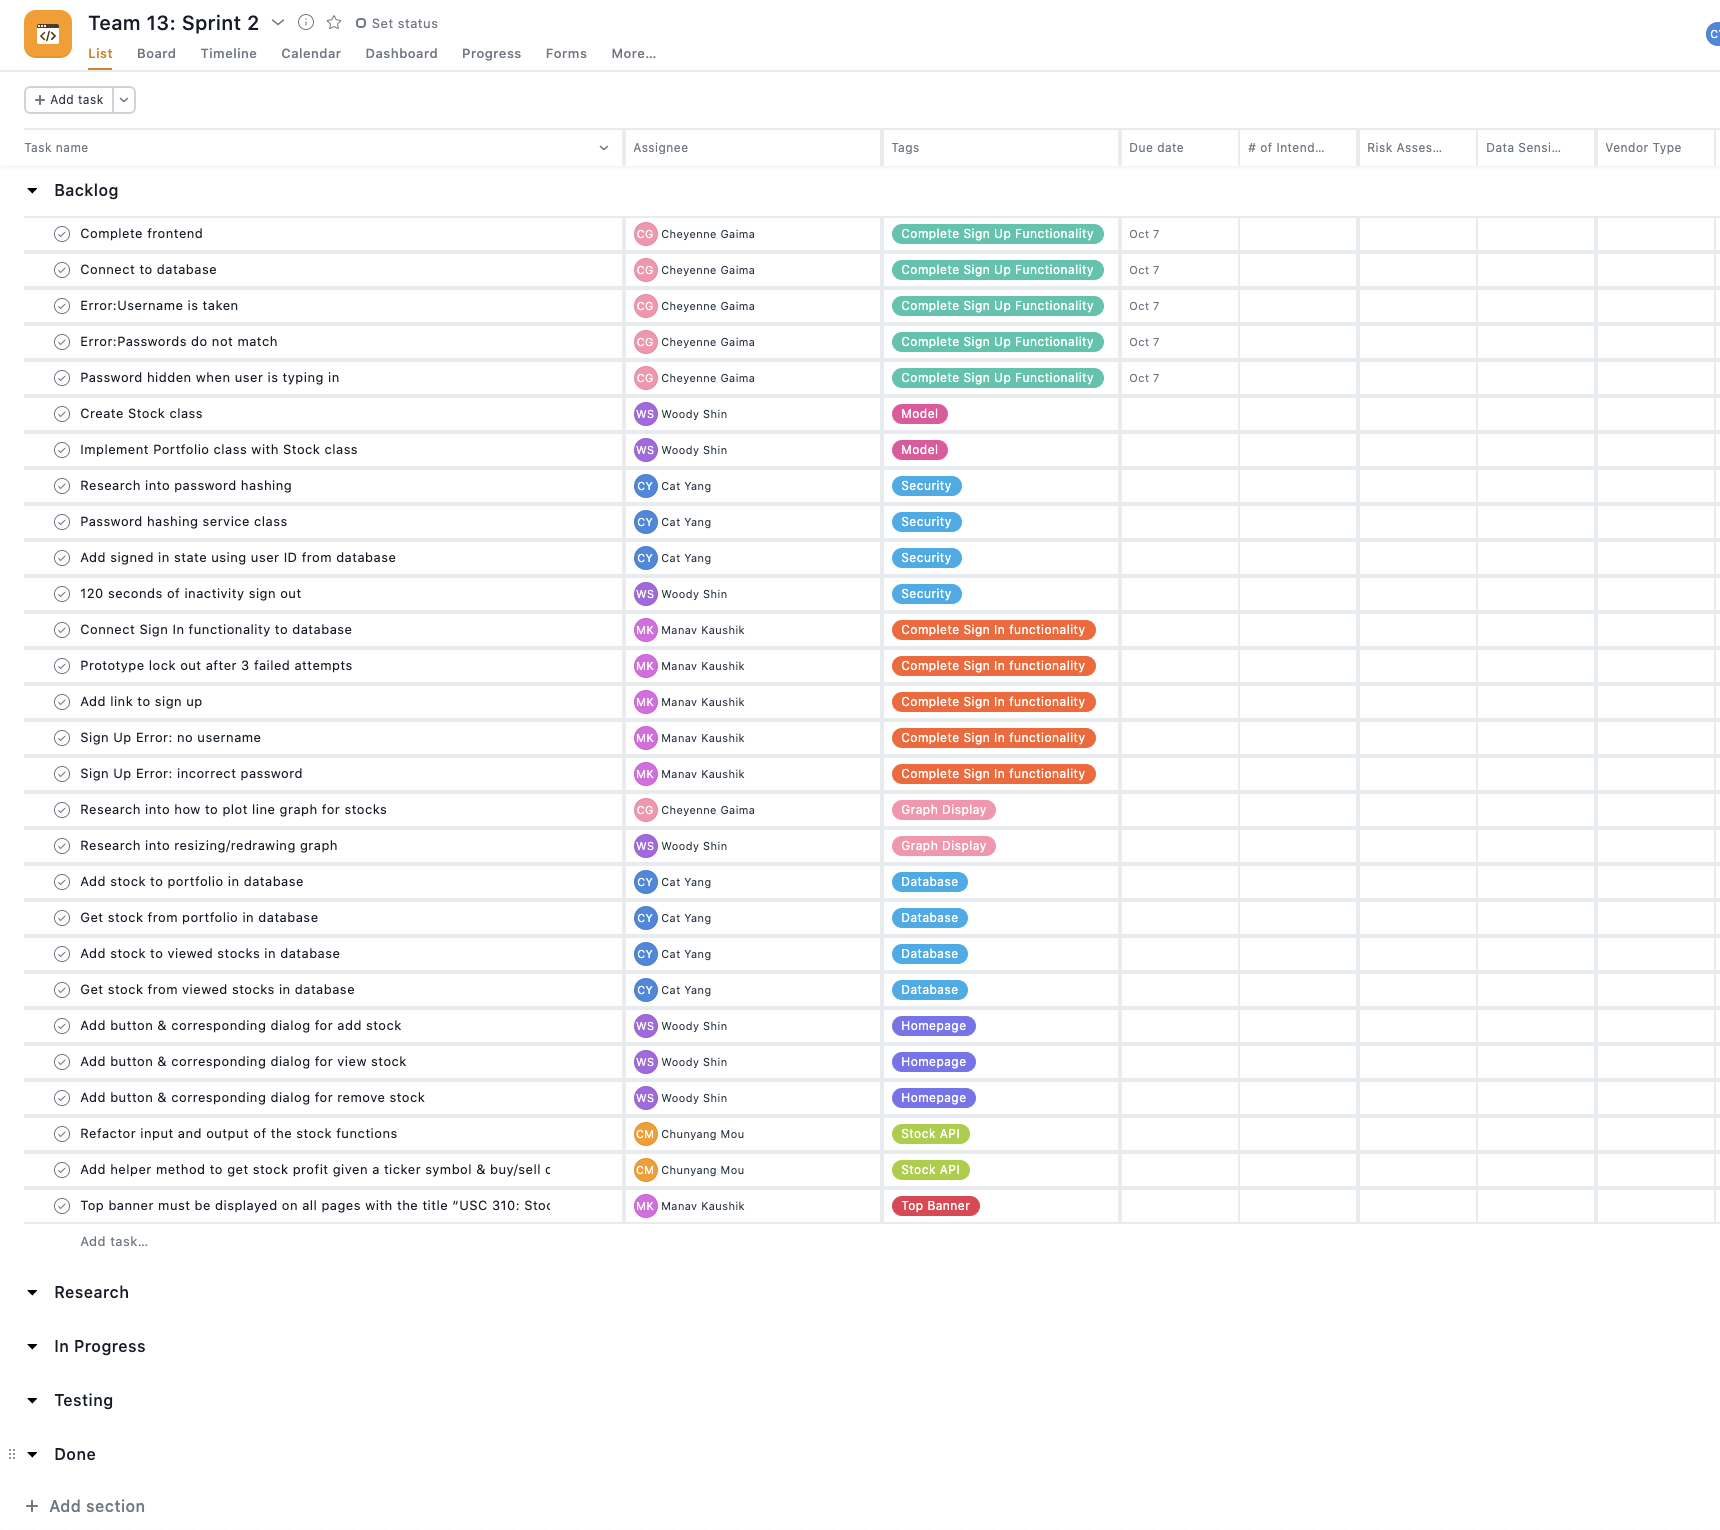 Team 13: Sprint 2 Set status
List Board Timeline Calendar Dashboard Progress Forms More...
+ Add task
Task name Assignee Tags Due date # of Intend... Risk Asses... Data Sensi... Vendor Type
Backlog
Complete frontend CG Cheyenne Gaima Complete Sign Up Functionality Oct 7
Connect to database CG Cheyenne Gaima Complete Sign Up Functionality Oct 7
Error:Username is taken CG Cheyenne Gaima Complete Sign Up Functionality Oct 7
Error:Passwords do not match CG Cheyenne Gaima Complete Sign Up Functionality Oct 7
Password hidden when user is typing in CG Cheyenne Gaima Complete Sign Up Functionality Oct 7
Create Stock class WS Woody Shin Model
Implement Portfolio class with Stock class WS Woody Shin Model
Research into password hashing CY Cat Yang Security
Password hashing service class CY Cat Yang Security
Add signed in state using user ID from database CY Cat Yang Security
120 seconds of inactivity sign out WS Woody Shin Security
Connect Sign In functionality to database MK Manav Kaushik Complete Sign In functionality
Prototype lock out after 3 failed attempts MK Manav Kaushik Complete Sign In functionality
Add link to sign up MK Manav Kaushik Complete Sign In functionality
Sign Up Error: no username MK Manav Kaushik Complete Sign In functionality
Sign Up Error: incorrect password MK Manav Kaushik Complete Sign In functionality
Research into how to plot line graph for stocks CG Cheyenne Gaima Graph Display
Research into resizing/redrawing graph WS Woody Shin Graph Display
Add stock to portfolio in database CY Cat Yang Database
Get stock from portfolio in database CY Cat Yang Database
Add stock to viewed stocks in database CY Cat Yang Database
Get stock from viewed stocks in database CY Cat Yang Database
Add button & corresponding dialog for add stock WS Woody Shin Homepage
Add button & corresponding dialog for view stock WS Woody Shin Homepage
Add button & corresponding dialog for remove stock WS Woody Shin Homepage
Refactor input and output of the stock functions CM Chunyang Mou Stock API
Add helper method to get stock profit given a ticker symbol & buy/sell CM Chunyang Mou Stock API
Top banner must be displayed on all pages with the title “USC 310: MK Manav Kaushik Top Banner
Add task...
Research
In Progress
Testing
Done
+ Add section